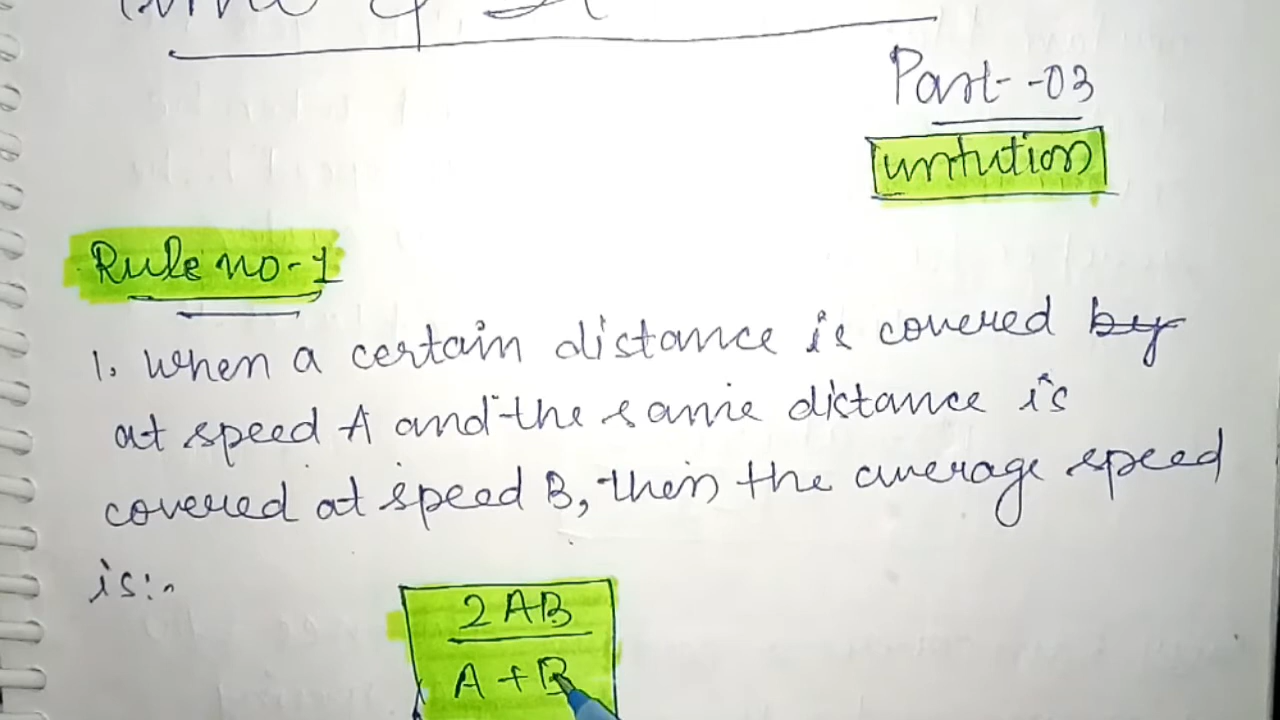 Part--03
untution
Rule no-1
1. When a certain distance is covered by
at speed A and the same distance is
covered at speed B, then the average speed
is:-
2AB
A+B